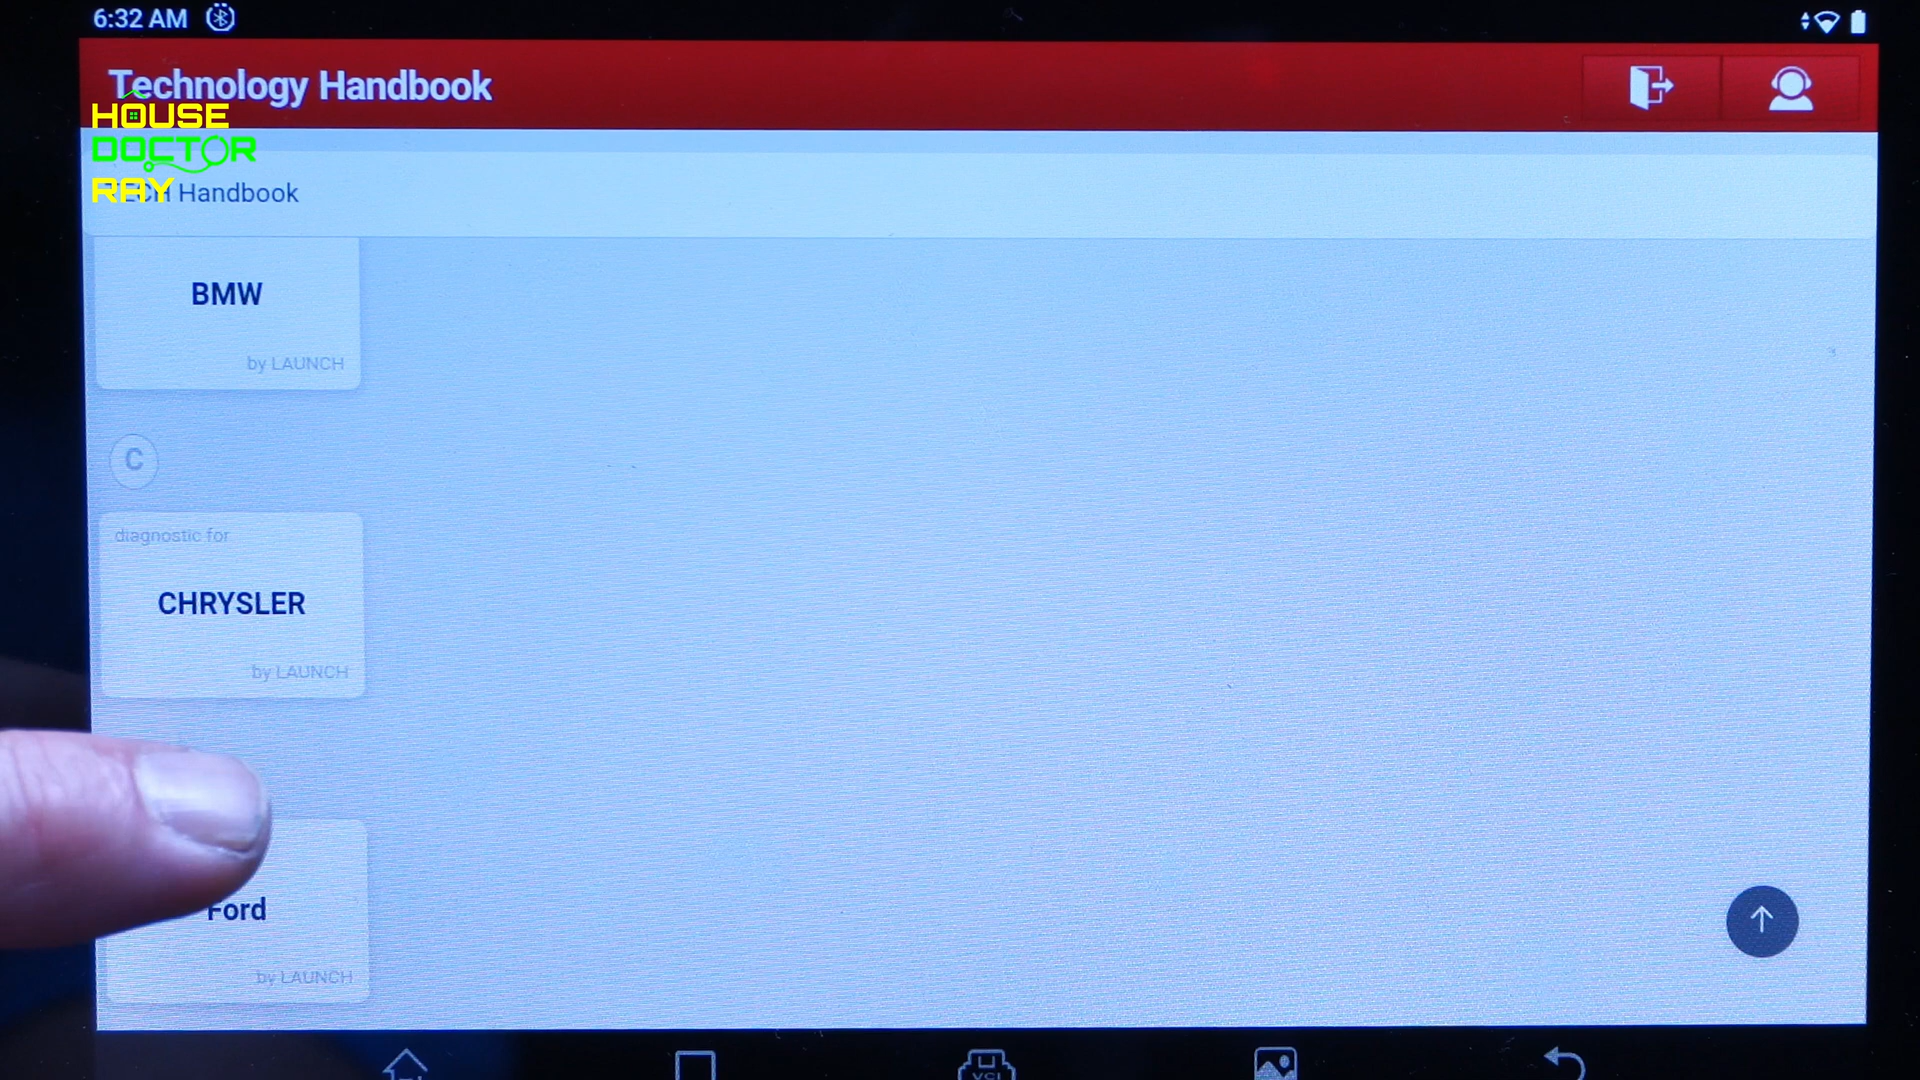 6:32 AM
Technology Handbook
HOUSE
DOCTOR
RAY
Handbook
BMW
by LAUNCH
C
diagnostic for
CHRYSLER
by LAUNCH
Ford
by LAUNCH
VCI